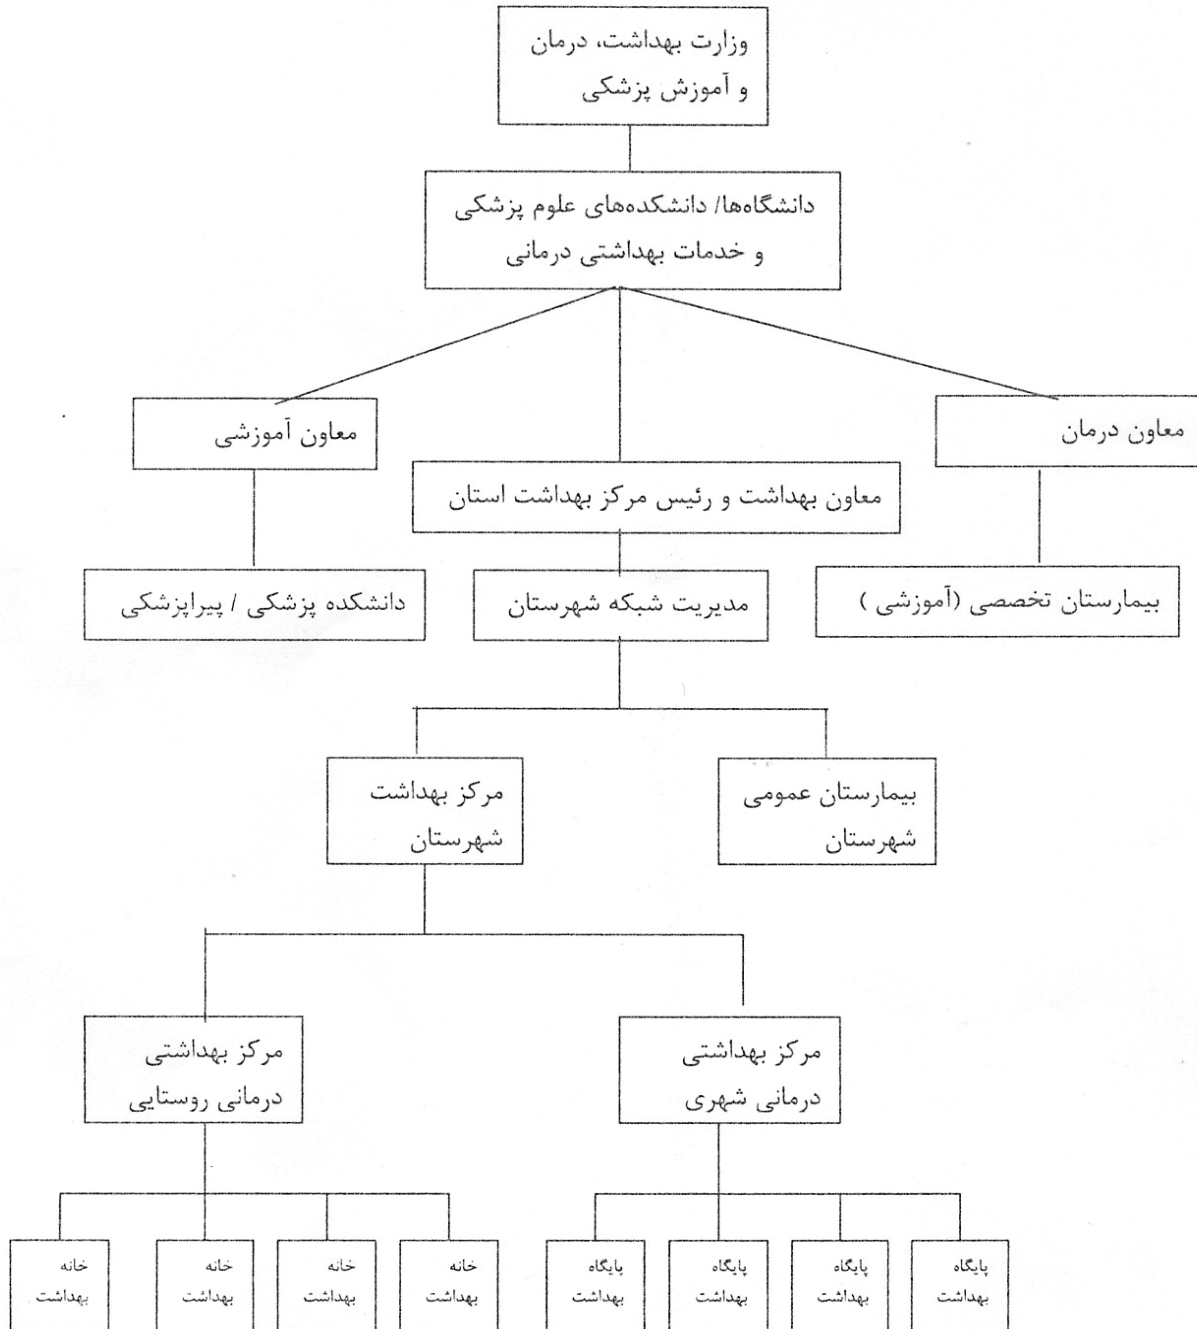 وزارت بهداشت، درمان
و آموزش پزشکی
دانشگاه‌ها/ دانشکده‌های علوم پزشکی
و خدمات بهداشتی درمانی
معاون درمان
معاون آموزشی
معاون بهداشت و رئیس مرکز بهداشت استان
بیمارستان تخصصی (آموزشی )
مدیریت شبکه شهرستان
دانشکده پزشکی / پیراپزشکی
بیمارستان عمومی
شهرستان
مرکز بهداشت
شهرستان
مرکز بهداشتی
درمانی شهری
مرکز بهداشتی
درمانی روستایی
پایگاه
بهداشت
پایگاه
بهداشت
پایگاه
بهداشت
پایگاه
بهداشت
خانه
بهداشت
خانه
بهداشت
خانه
بهداشت
خانه
بهداشت